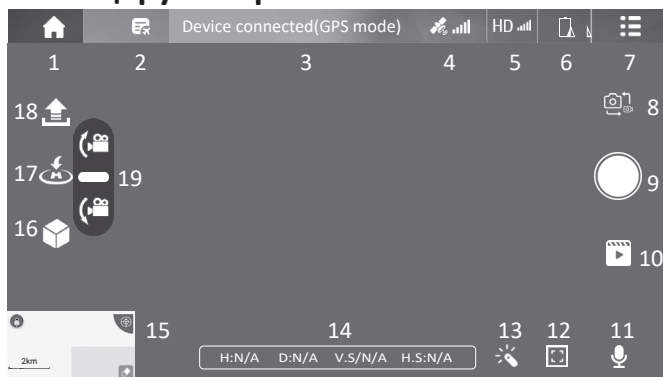 Device connected(GPS mode) HD
1 2 3 4 5 6 7
8
18
17 19 9
16
10
15 14 13 12 11
2km H:N/A D:N/A V.S/N/A H.S:N/A